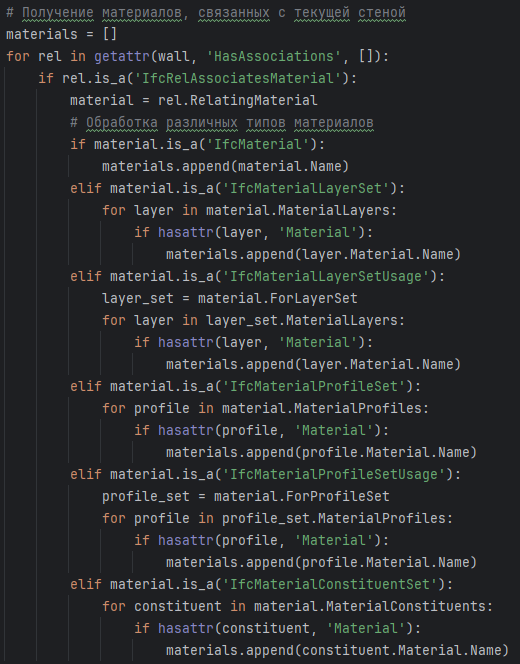 # Получение материалов, связанных с текущей стеной
materials = []
for rel in getattr(wall, 'HasAssociations', []):
    if rel.is_a('IfcRelAssociatesMaterial'):
        material = rel.RelatingMaterial
        # Обработка различных типов материалов
        if material.is_a('IfcMaterial'):
            materials.append(material.Name)
        elif material.is_a('IfcMaterialLayerSet'):
            for layer in material.MaterialLayers:
                if hasattr(layer, 'Material'):
                    materials.append(layer.Material.Name)
        elif material.is_a('IfcMaterialLayerSetUsage'):
            layer_set = material.ForLayerSet
            for layer in layer_set.MaterialLayers:
                if hasattr(layer, 'Material'):
                    materials.append(layer.Material.Name)
        elif material.is_a('IfcMaterialProfileSet'):
            for profile in material.MaterialProfiles:
                if hasattr(profile, 'Material'):
                    materials.append(profile.Material.Name)
        elif material.is_a('IfcMaterialProfileSetUsage'):
            profile_set = material.ForProfileSet
            for profile in profile_set.MaterialProfiles:
                if hasattr(profile, 'Material'):
                    materials.append(profile.Material.Name)
        elif material.is_a('IfcMaterialConstituentSet'):
            for constituent in material.MaterialConstituents:
                if hasattr(constituent, 'Material'):
                    materials.append(constituent.Material.Name)